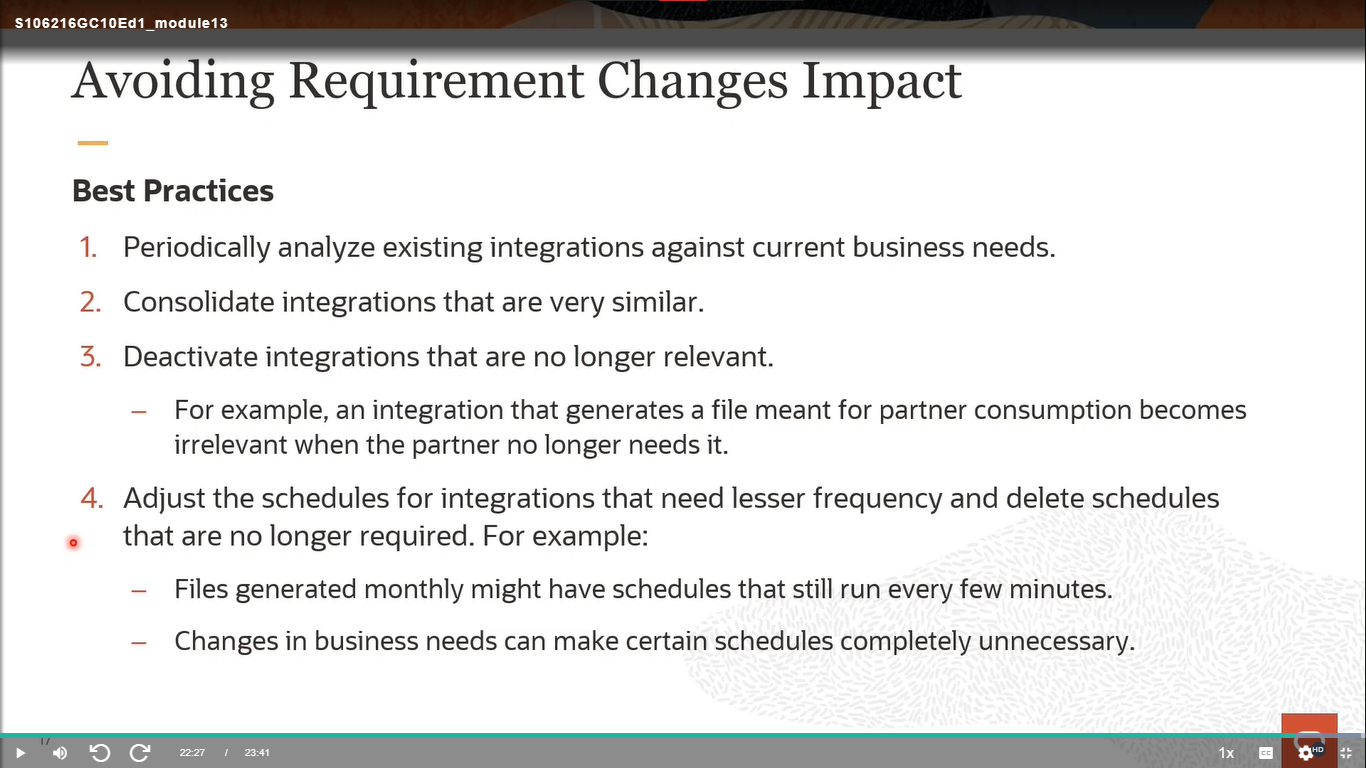 S106216GC10Ed1_module13
Avoiding Requirement Changes Impact
Best Practices
1. Periodically analyze existing integrations against current business needs.
2. Consolidate integrations that are very similar.
3. Deactivate integrations that are no longer relevant.
– For example, an integration that generates a file meant for partner consumption becomes
irrelevant when the partner no longer needs it.
4. Adjust the schedules for integrations that need lesser frequency and delete schedules
that are no longer required. For example:
– Files generated monthly might have schedules that still run every few minutes.
– Changes in business needs can make certain schedules completely unnecessary.
22:27 / 23:41 1x CC HD